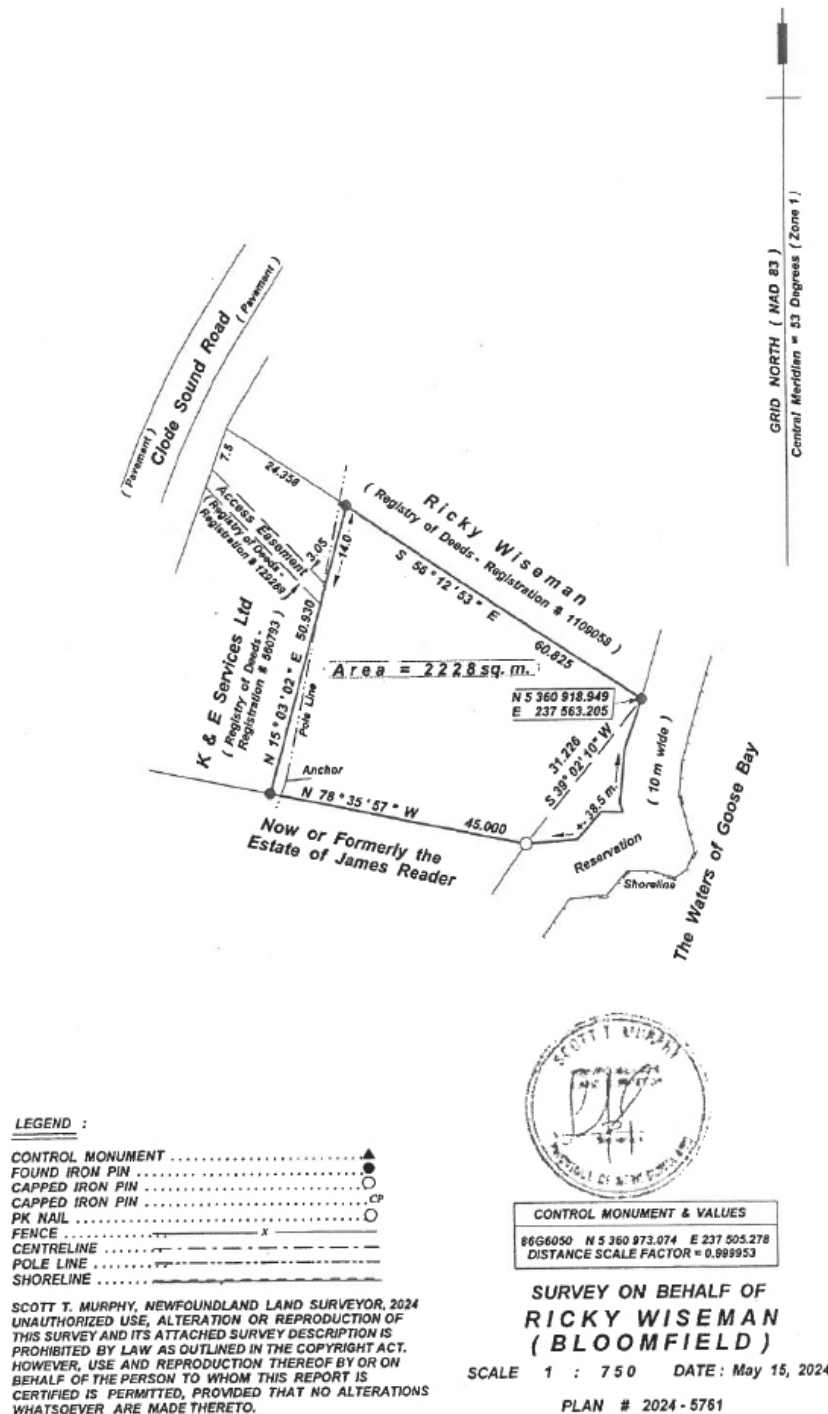 GRID NORTH ( NAD 83 )
Central Meridian = 53 Degrees ( Zone 1 )
( Pavement )
Clode Sound Road
( Pavement )
7.5
24.358
Access Easement
( Registry of Deeds -
Registration # 129289 )
3.05
14.0
Ricky Wiseman
( Registry of Deeds - Registration # 1109058 )
S 56°12'53" E
60.825
K & E Services Ltd
( Registry of Deeds -
Registration # 560793 )
N 15°03'02" E 50.930
Pole Line
Area = 2228 sq. m.
N 5 360 918.949
E 237 563.205
31.226
S 39°02'10" W
+- 38.5 m.
( 10 m wide )
Reservation
Shoreline
The Waters of Goose Bay
Anchor
N 78°35'57" W
45.000
Now or Formerly the
Estate of James Reader
SCOTT T. MURPHY
LEGEND :
CONTROL MONUMENT
FOUND IRON PIN
CAPPED IRON PIN
CAPPED IRON PIN CP
PK NAIL
FENCE x
CENTRELINE
POLE LINE
SHORELINE
SCOTT T. MURPHY, NEWFOUNDLAND LAND SURVEYOR, 2024
UNAUTHORIZED USE, ALTERATION OR REPRODUCTION OF
THIS SURVEY AND ITS ATTACHED SURVEY DESCRIPTION IS
PROHIBITED BY LAW AS OUTLINED IN THE COPYRIGHT ACT.
HOWEVER, USE AND REPRODUCTION THEREOF BY OR ON
BEHALF OF THE PERSON TO WHOM THIS REPORT IS
CERTIFIED IS PERMITTED, PROVIDED THAT NO ALTERATIONS
WHATSOEVER ARE MADE THERETO.
CONTROL MONUMENT & VALUES
86G6050 N 5 360 973.074 E 237 505.278
DISTANCE SCALE FACTOR = 0.999953
SURVEY ON BEHALF OF
RICKY WISEMAN
( BLOOMFIELD )
SCALE 1 : 750 DATE : May 15, 2024
PLAN # 2024 - 5761